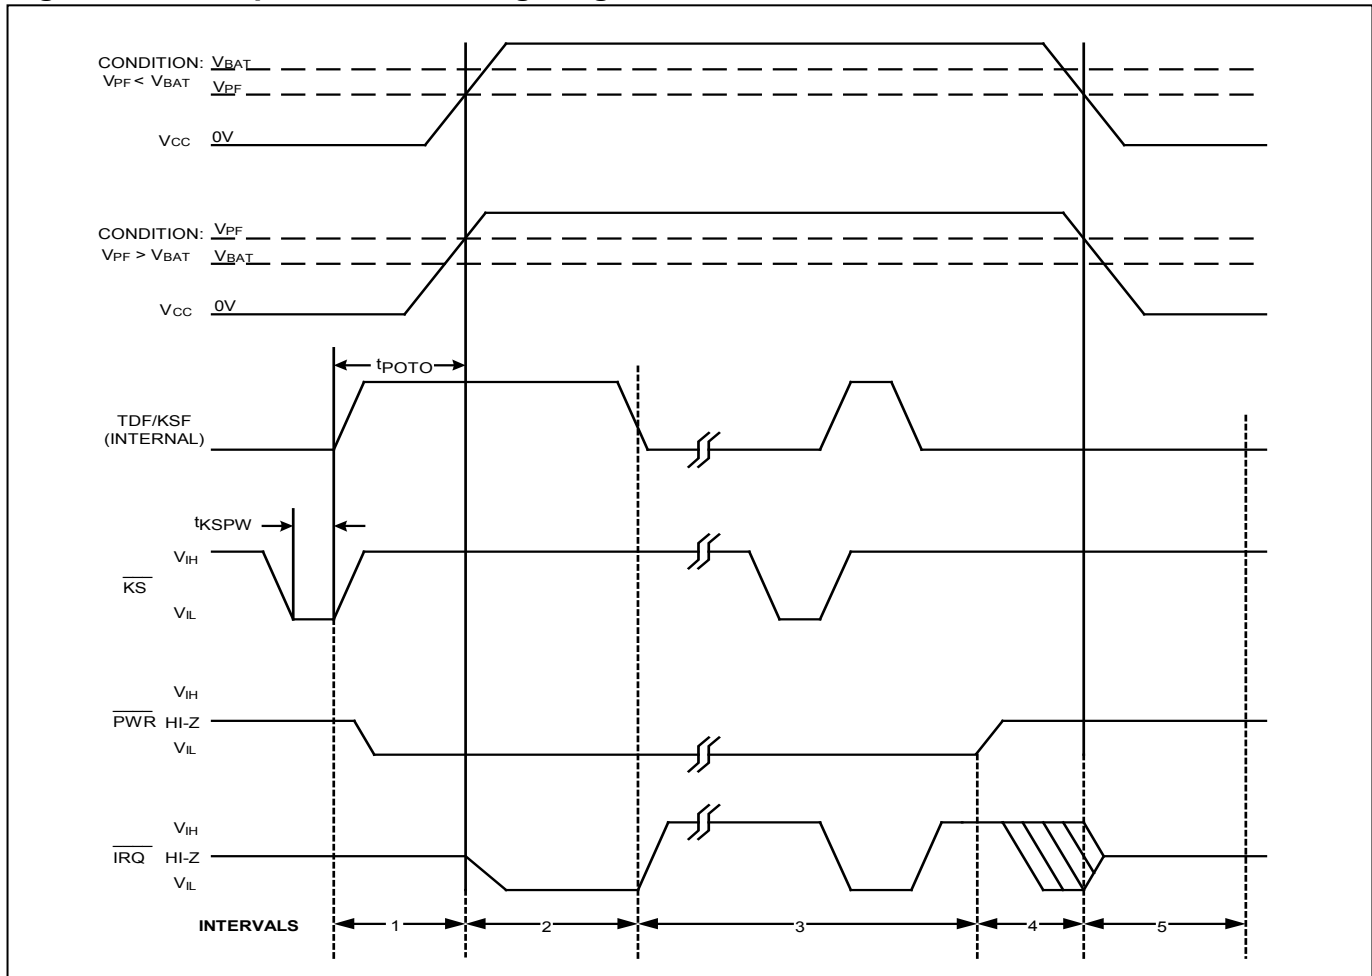 CONDITION: VBAT
VPF < VBAT VPF
VCC 0V
CONDITION: VPF
VPF > VBAT VBAT
VCC 0V
tPOTO
TDF/KSF
(INTERNAL)
tKSPW
VIH
KS
VIL
VIH
PWR HI-Z
VIL
VIH
IRQ HI-Z
VIL
INTERVALS 1 2 3 4 5